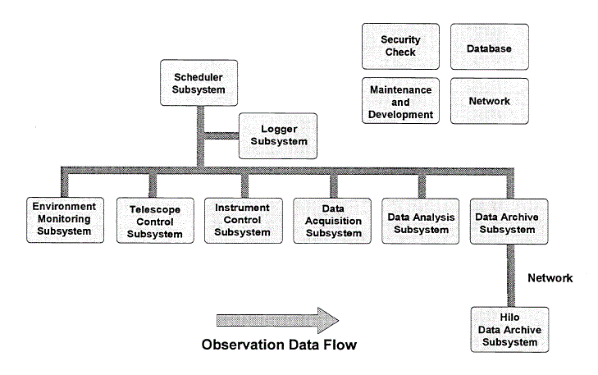 Security
Check
Database
Scheduler
Subsystem
Maintenance
and
Development
Network
Logger
Subsystem
Environment
Monitoring
Subsystem
Telescope
Control
Subsystem
Instrument
Control
Subsystem
Data
Acquisition
Subsystem
Data Analysis
Subsystem
Data Archive
Subsystem
Network
Hilo
Data Archive
Subsystem
Observation Data Flow